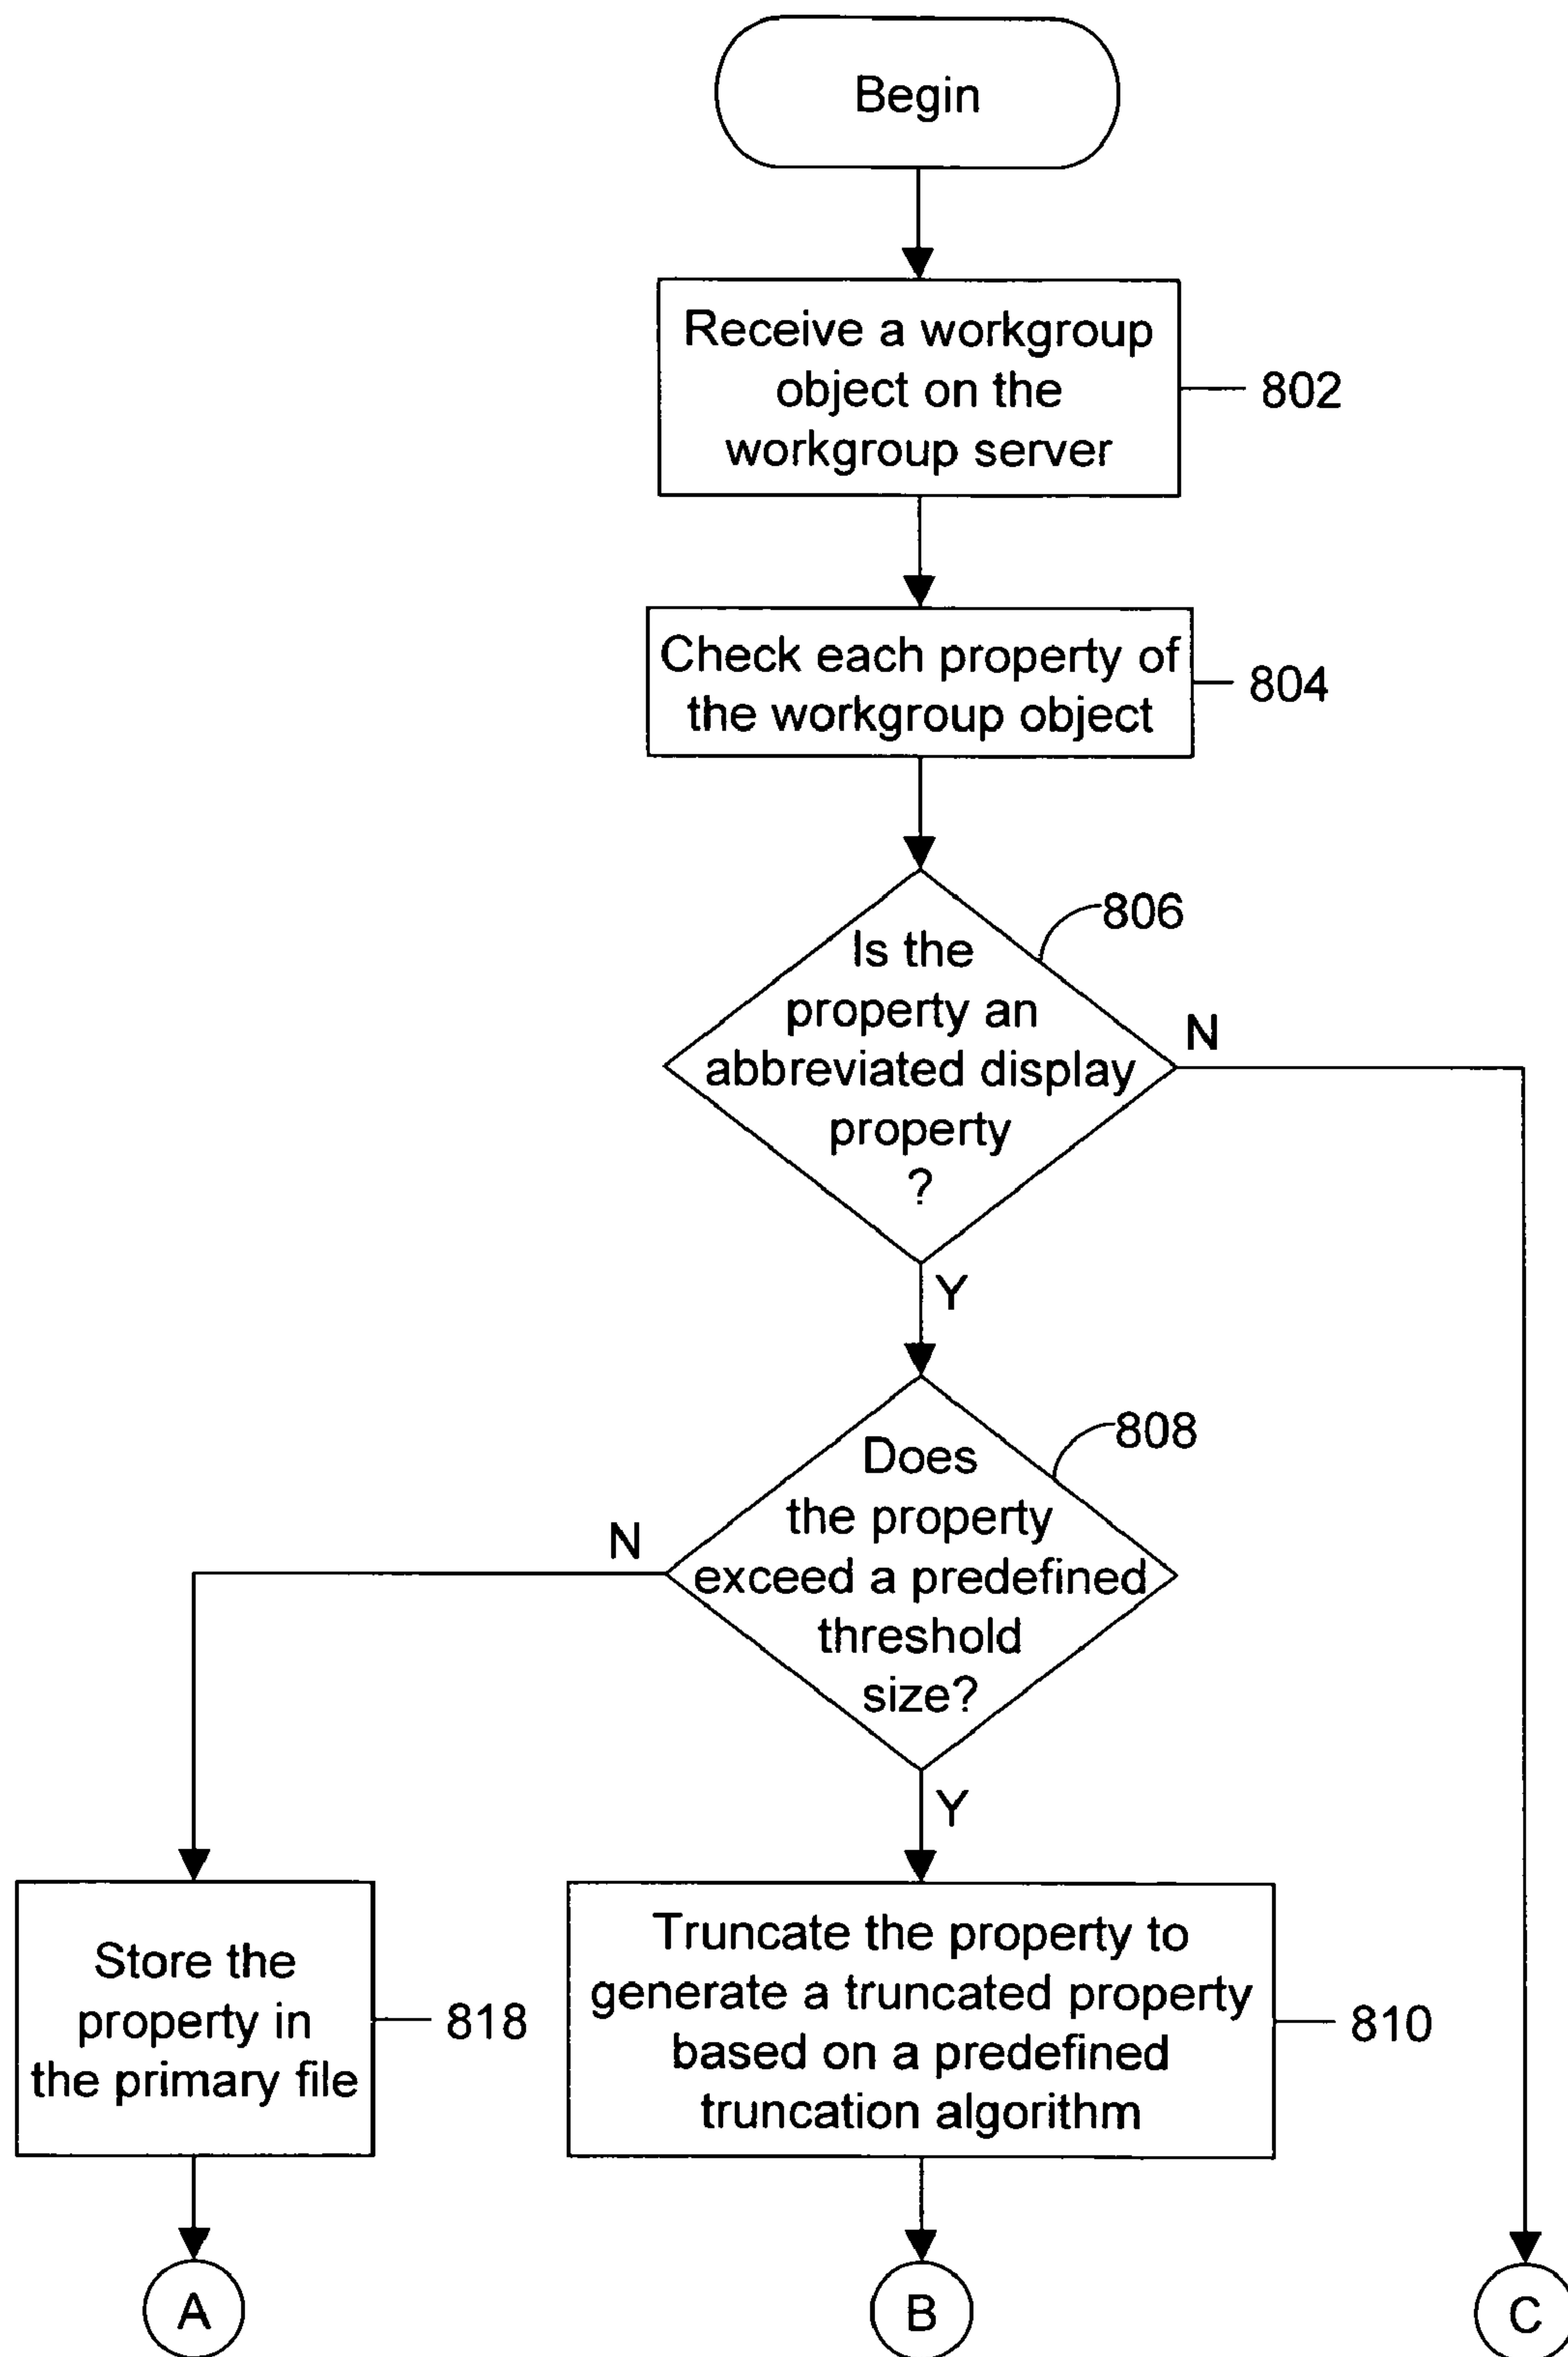 Begin
Receive a workgroup
object on the
workgroup server
802
Check each property of
the workgroup object
804
806
Is the
property an
abbreviated display
property
?
N
Y
808
Does
the property
exceed a predefined
threshold
size?
N
Y
Store the
property in
the primary file
818
Truncate the property to
generate a truncated property
based on a predefined
truncation algorithm
810
A
B
C